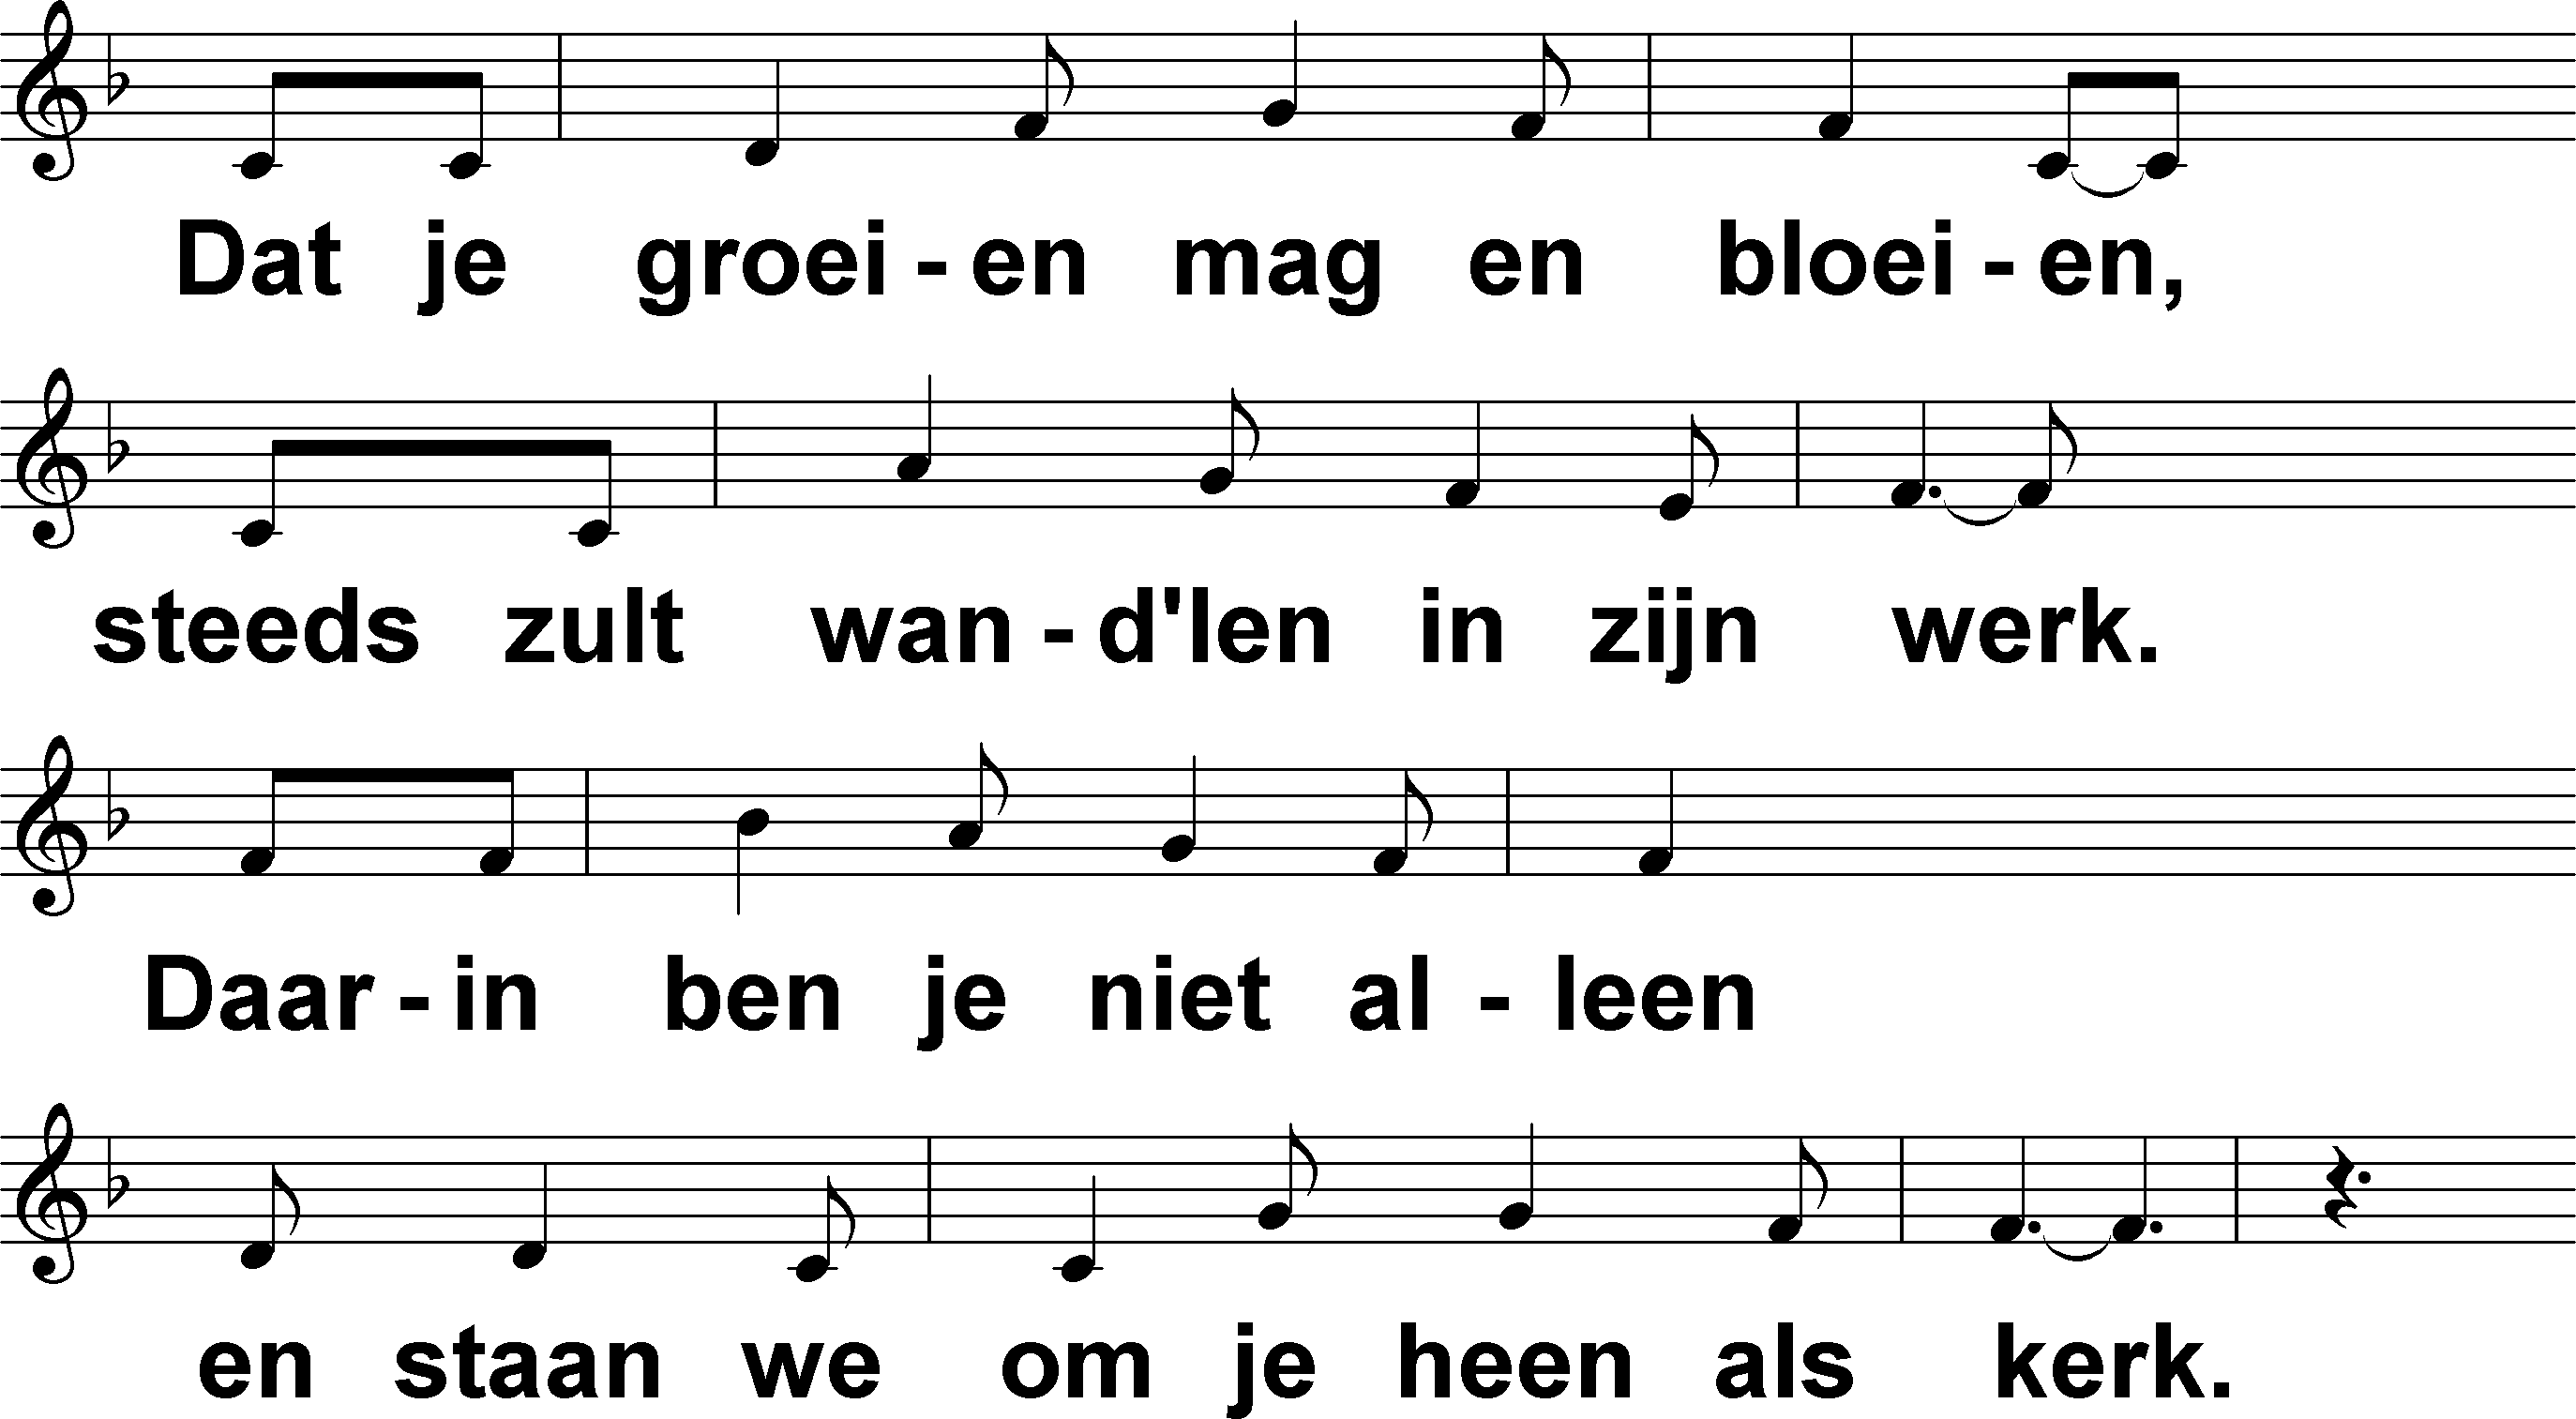 Dat je groei - en mag en bloei - en,
steeds zult wan - d'len in zijn werk.
Daar - in ben je niet al - leen
en staan we om je heen als kerk.